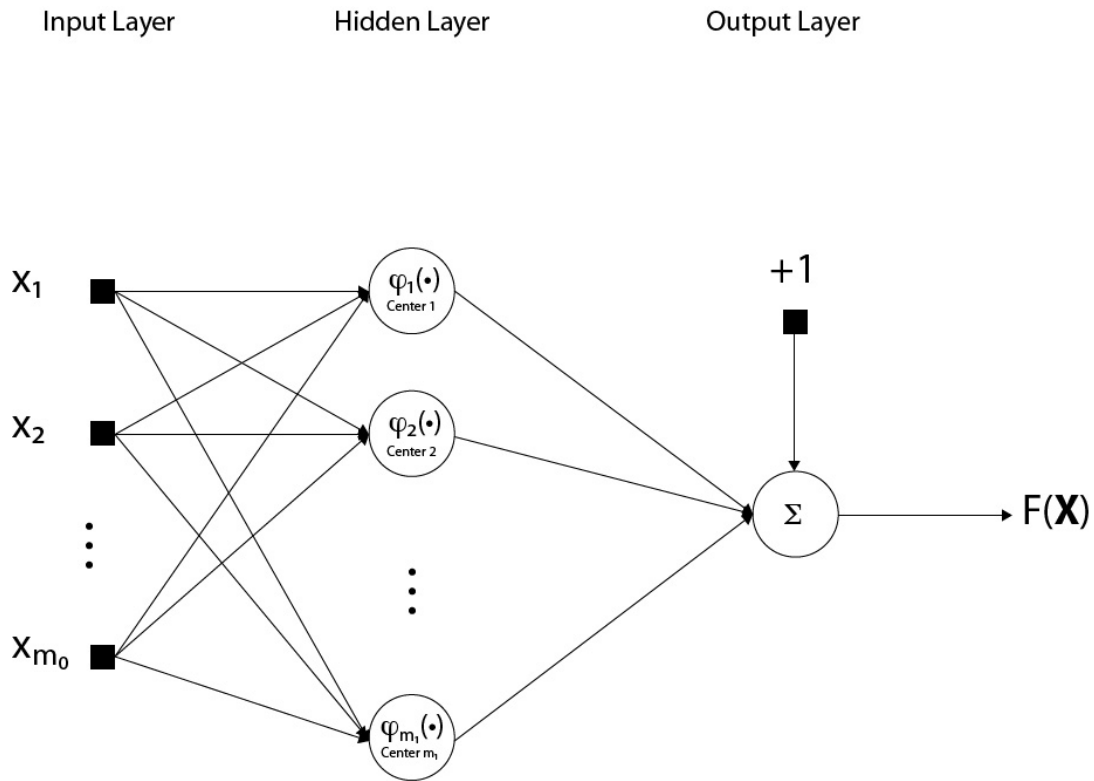 Input Layer
Hidden Layer
Output Layer
x₁
φ₁(•)
Center 1
+1
x₂
φ₂(•)
Center 2
Σ
F(X)
xₘ₀
φₘ₁(•)
Center m₁